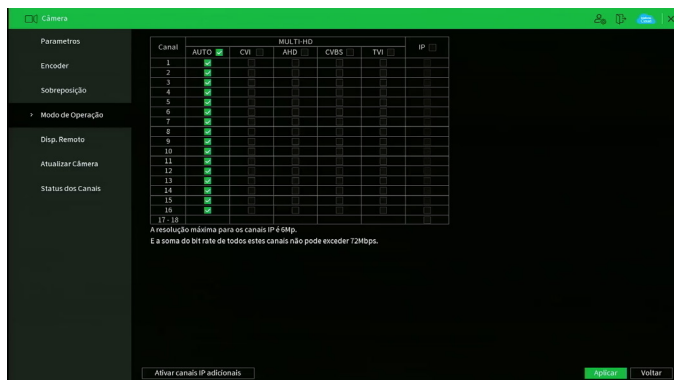 Câmera
Parametros
Encoder
Sobreposição
> Modo de Operação
Disp. Remoto
Atualizar Câmera
Status dos Canais
Canal MULTI-HD IP
AUTO CVI AHD CVBS TVI
1
2
3
4
5
6
7
8
9
10
11
12
13
14
15
16
17 - 18
A resolução máxima para os canais IP é 6Mp.
E a soma do bit rate de todos estes canais não pode exceder 72Mbps.
Ativar canais IP adicionais
Aplicar Voltar